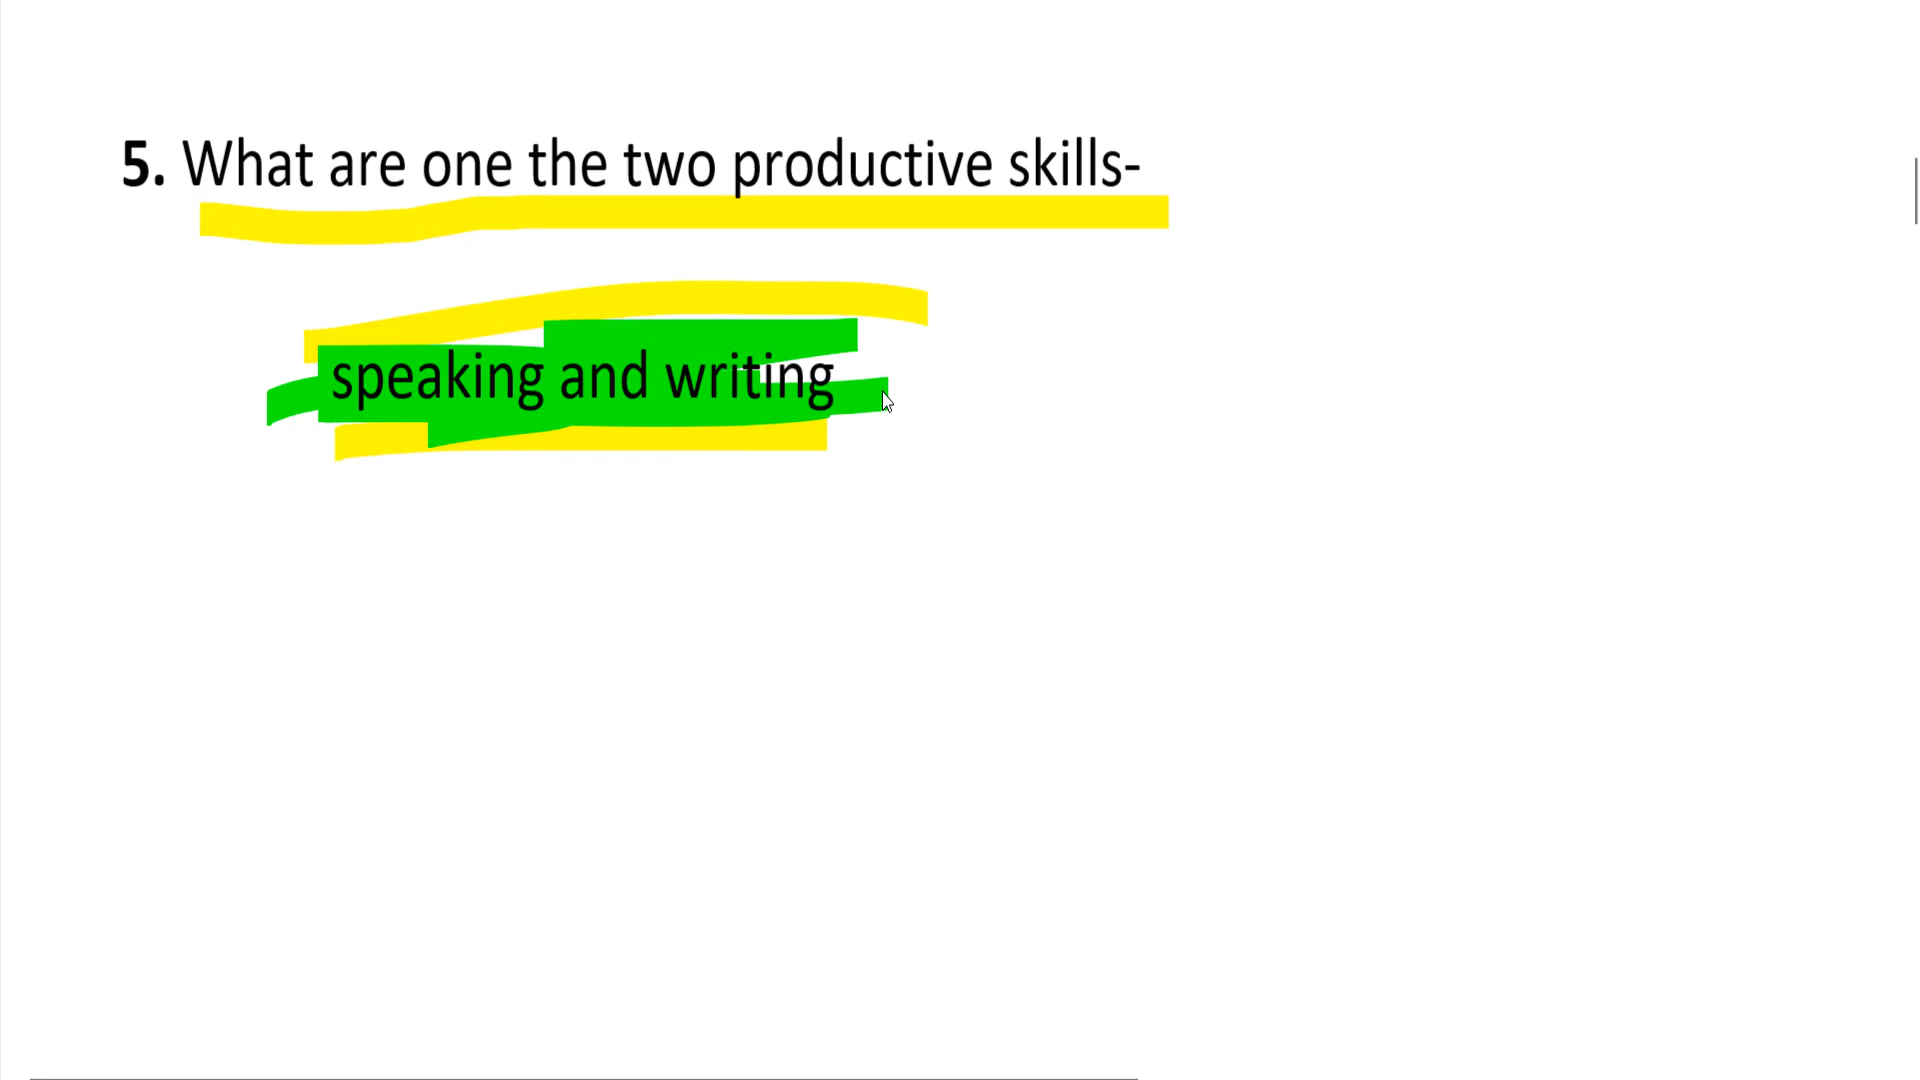 5. What are one the two productive skills-
speaking and writing